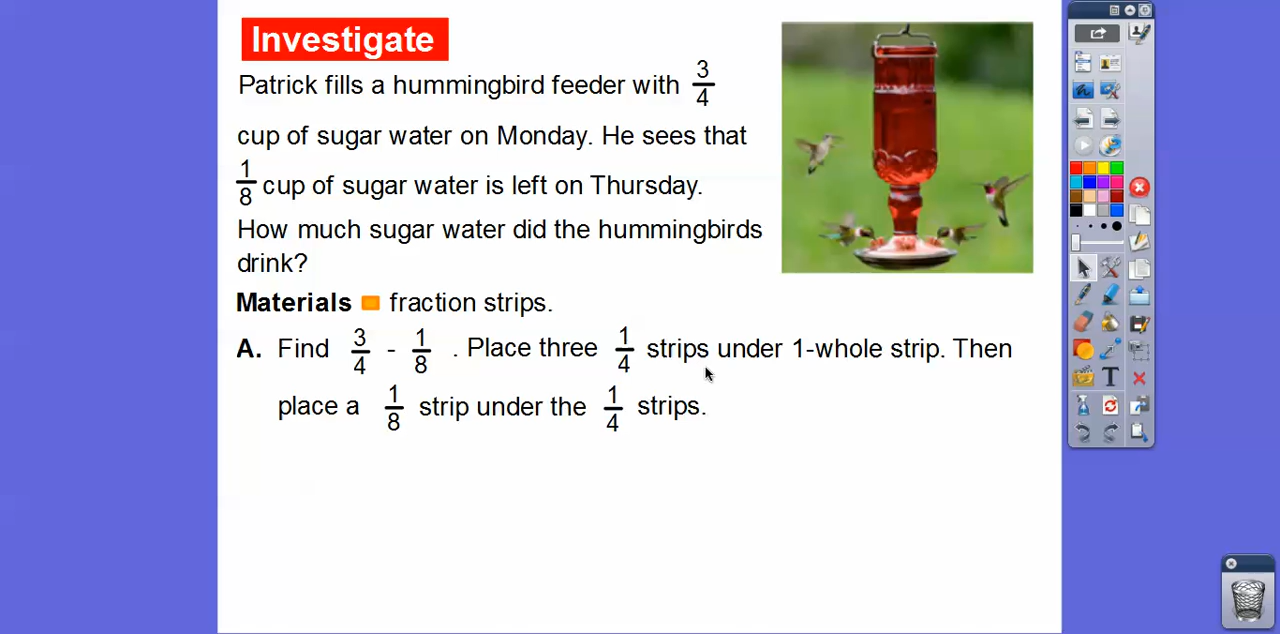 Investigate
Patrick fills a hummingbird feeder with 3/4
cup of sugar water on Monday. He sees that
1/8 cup of sugar water is left on Thursday.
How much sugar water did the hummingbirds
drink?
Materials fraction strips.
A. Find 3/4 - 1/8 . Place three 1/4 strips under 1-whole strip. Then
place a 1/8 strip under the 1/4 strips.
T